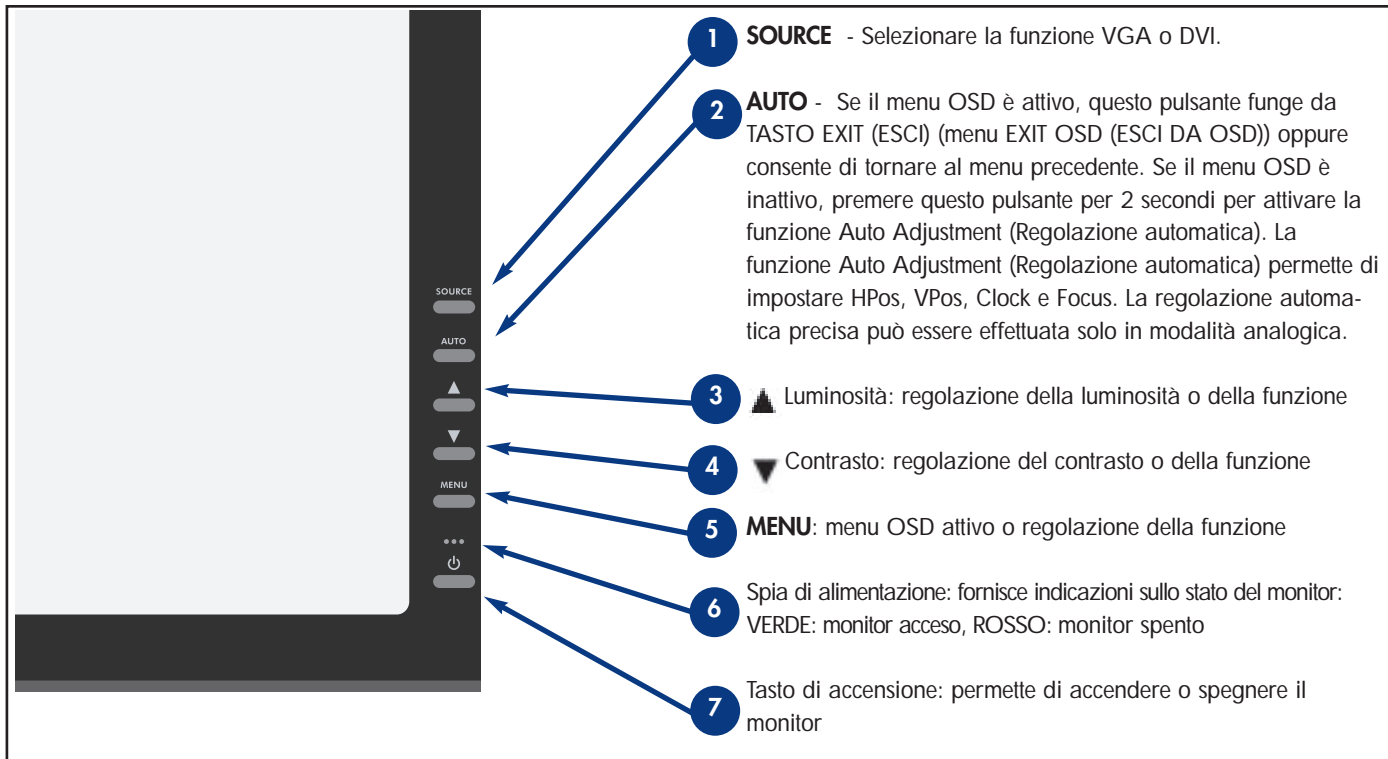 1 SOURCE - Selezionare la funzione VGA o DVI.
2 AUTO - Se il menu OSD è attivo, questo pulsante funge da
TASTO EXIT (ESCI) (menu EXIT OSD (ESCI DA OSD)) oppure
consente di tornare al menu precedente. Se il menu OSD è
inattivo, premere questo pulsante per 2 secondi per attivare la
funzione Auto Adjustment (Regolazione automatica). La
funzione Auto Adjustment (Regolazione automatica) permette di
impostare HPos, VPos, Clock e Focus. La regolazione automa-
tica precisa può essere effettuata solo in modalità analogica.
3 ▲ Luminosità: regolazione della luminosità o della funzione
4 ▼ Contrasto: regolazione del contrasto o della funzione
5 MENU: menu OSD attivo o regolazione della funzione
6 Spia di alimentazione: fornisce indicazioni sullo stato del monitor:
VERDE: monitor acceso, ROSSO: monitor spento
7 Tasto di accensione: permette di accendere o spegnere il
monitor
SOURCE
AUTO
▲
▼
MENU